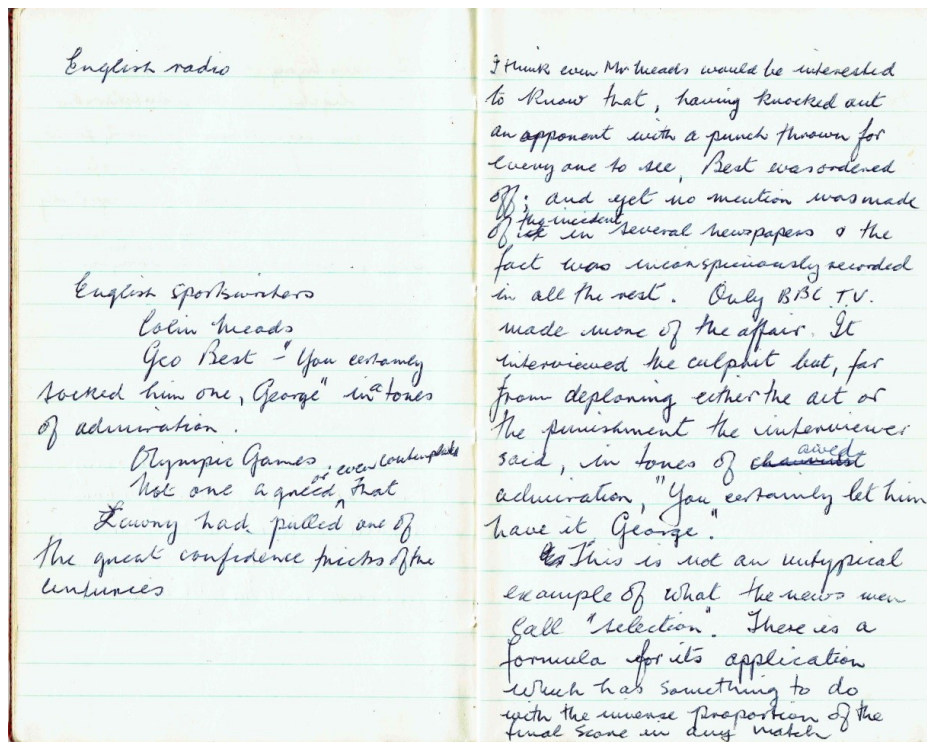 English radio
English sportswriters
Colin Meads
Geo Best – "You certainly
socked him one, George" in a tones
of admiration.
Olympic Games
or even contemplate
Not one agreed, that
Lawny had pulled one of
the great confidence tricks of the
centuries
I think even Mr Meads would be interested
to know that, having knocked out
an opponent with a punch thrown for
everyone to see, Best was ordered
off; and yet no mention was made
the incident
of it in several newspapers & the
fact was inconspicuously recorded
in all the rest. Only BBC T.V.
made more of the affair. It
interviewed the culprit but, far
from deploring either the act or
the punishment the interviewer
awed
said, in tones of
admiration, "You certainly let him
have it George."
This is not an untypical
example of what the news men
call "selection". There is a
formula for its application
which has something to do
with the inverse proportion of the
final score in any match